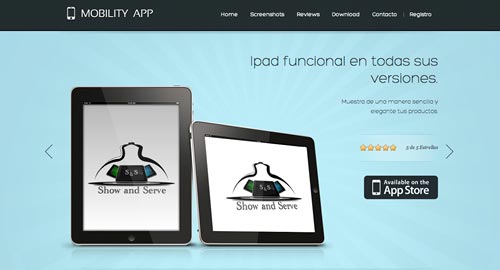 MOBILITY APP
Home Screenshots Reviews Download Contacto Registro
Ipad funcional en todas sus
versiones.
Muestra de una manera sencilla y
elegante tus productos.
5 de 5 Estrellas
Available on the
App Store
S&S
Show and Serve
S&S
Show and Serve